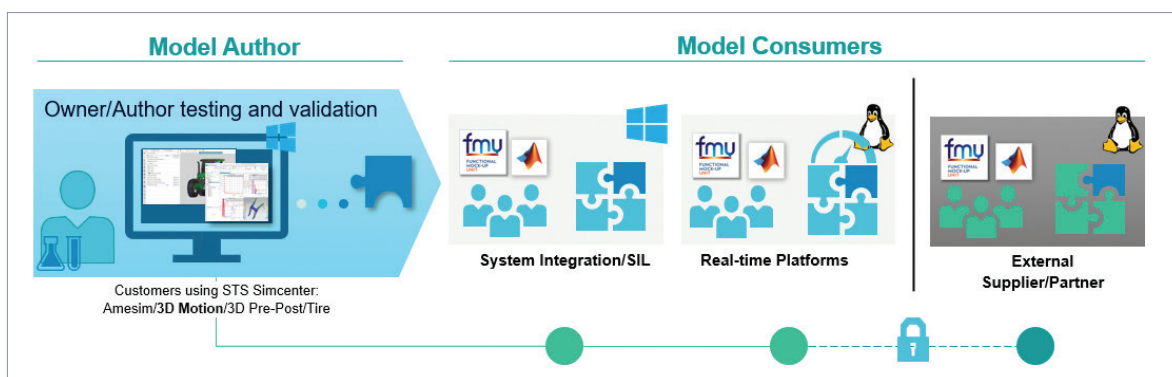 Model Author
Model Consumers
Owner/Author testing and validation
fmu
FUNCTIONAL
MOCK-UP
UNIT
fmu
FUNCTIONAL
MOCK-UP
UNIT
fmu
FUNCTIONAL
MOCK-UP
UNIT
System Integration/SIL
Real-time Platforms
External
Supplier/Partner
Customers using STS Simcenter:
Amesim/3D Motion/3D Pre-Post/Tire